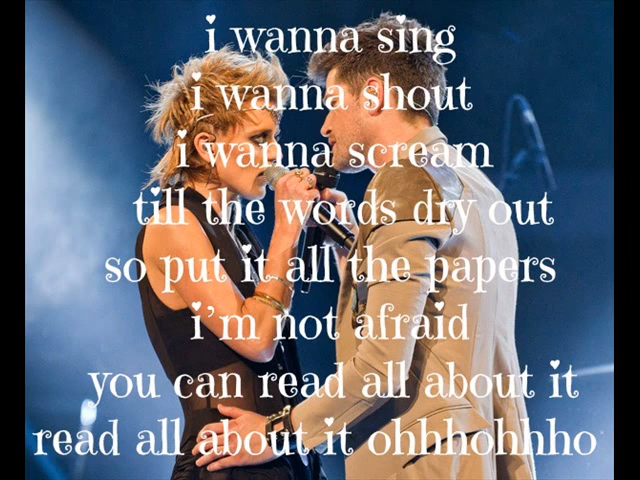 i wanna sing
i wanna shout
i wanna scream
till the words dry out
so put it all the papers
i'm not afraid
you can read all about it
read all about it ohhhohhho